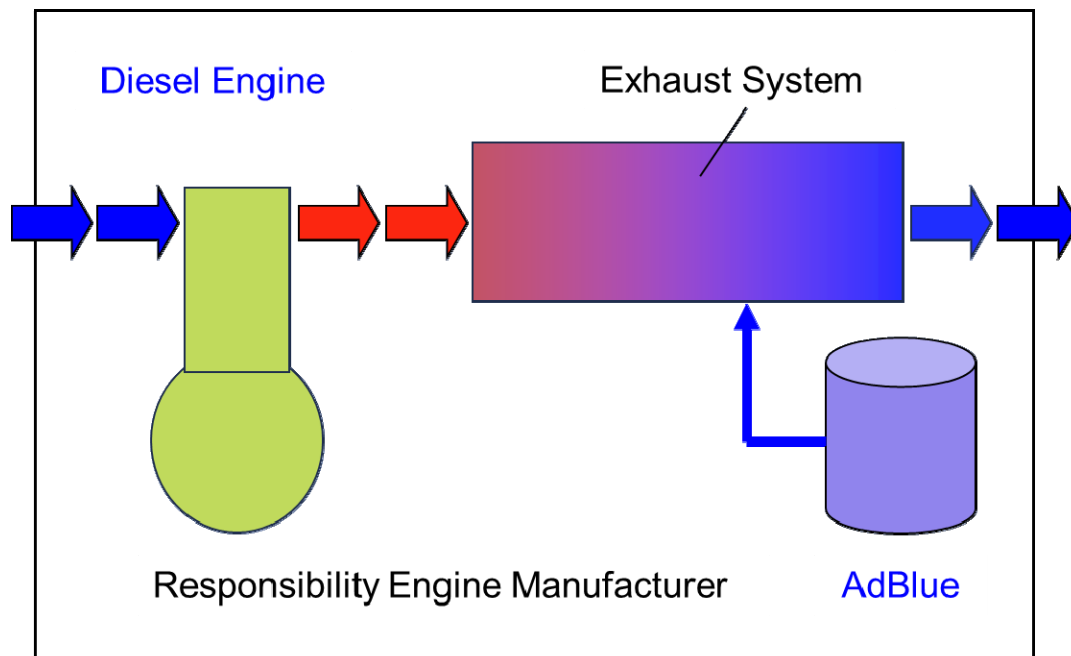 Diesel Engine
Exhaust System
Responsibility Engine Manufacturer
AdBlue